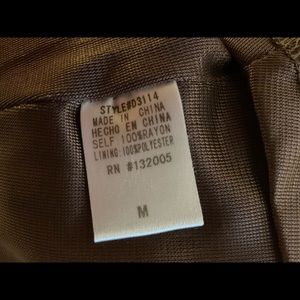 STYLE#D3114
MADE IN CHINA
HECHO EN CHINA
SELF 100%RAYON
LINING:100%POLYESTER
RN #132005
M